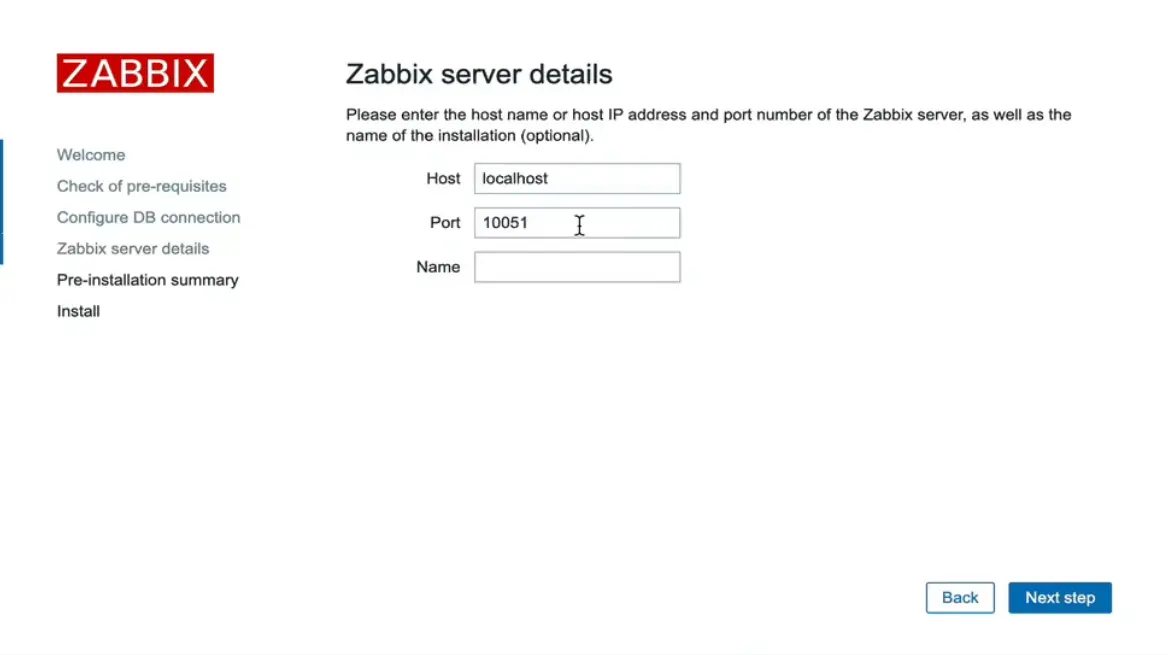 ZABBIX
Welcome
Check of pre-requisites
Configure DB connection
Zabbix server details
Pre-installation summary
Install
Zabbix server details
Please enter the host name or host IP address and port number of the Zabbix server, as well as the
name of the installation (optional).
Host localhost
Port 10051
Name
Back Next step